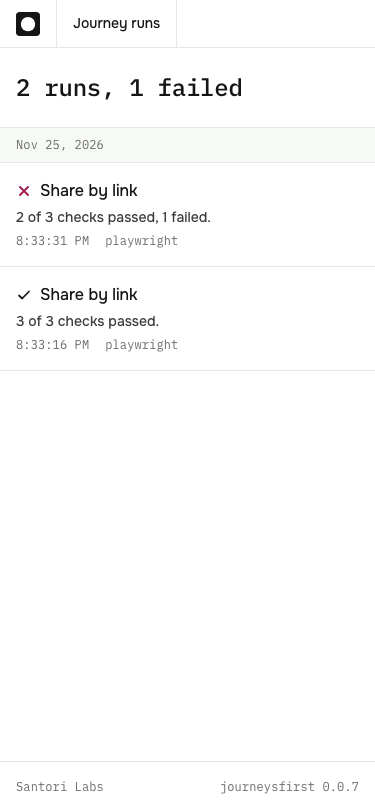 Journey runs
2 runs, 1 failed
Nov 25, 2026
Share by link
2 of 3 checks passed, 1 failed.
8:33:31 PM playwright
Share by link
3 of 3 checks passed.
8:33:16 PM playwright
Santori Labs journeysfirst 0.0.7